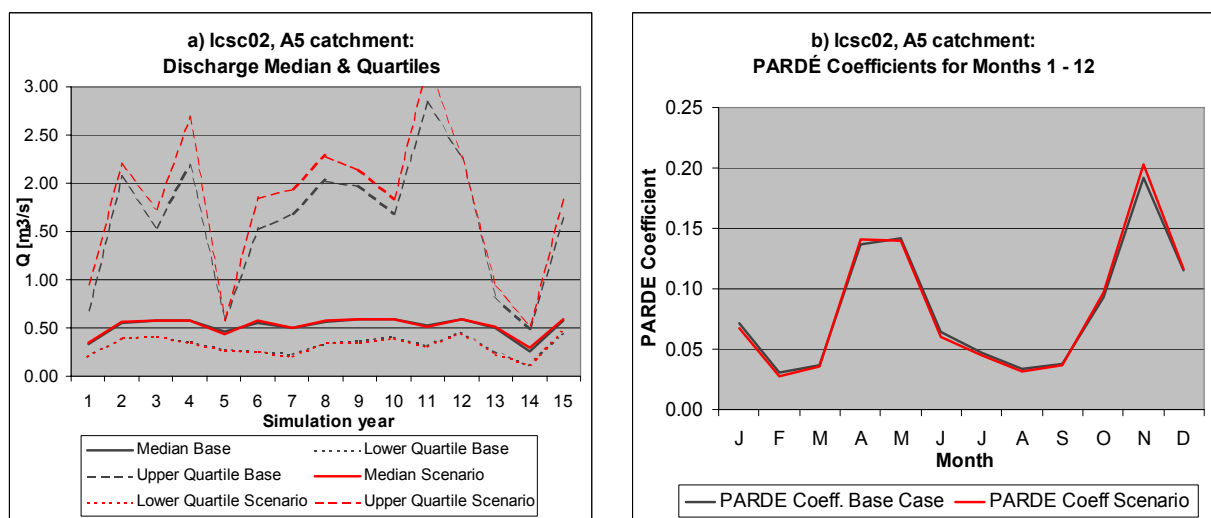 a) lcsc02, A5 catchment:
Discharge Median & Quartiles
3.00
2.50
2.00
1.50
1.00
0.50
0.00
Q [m3/s]
1 2 3 4 5 6 7 8 9 10 11 12 13 14 15
Simulation year
Median Base
Lower Quartile Base
Upper Quartile Base
Median Scenario
Lower Quartile Scenario
Upper Quartile Scenario
b) lcsc02, A5 catchment:
PARDÉ Coefficients for Months 1 - 12
0.25
0.20
0.15
0.10
0.05
0.00
PARDE Coefficient
J F M A M J J A S O N D
Month
PARDE Coeff. Base Case
PARDE Coeff Scenario